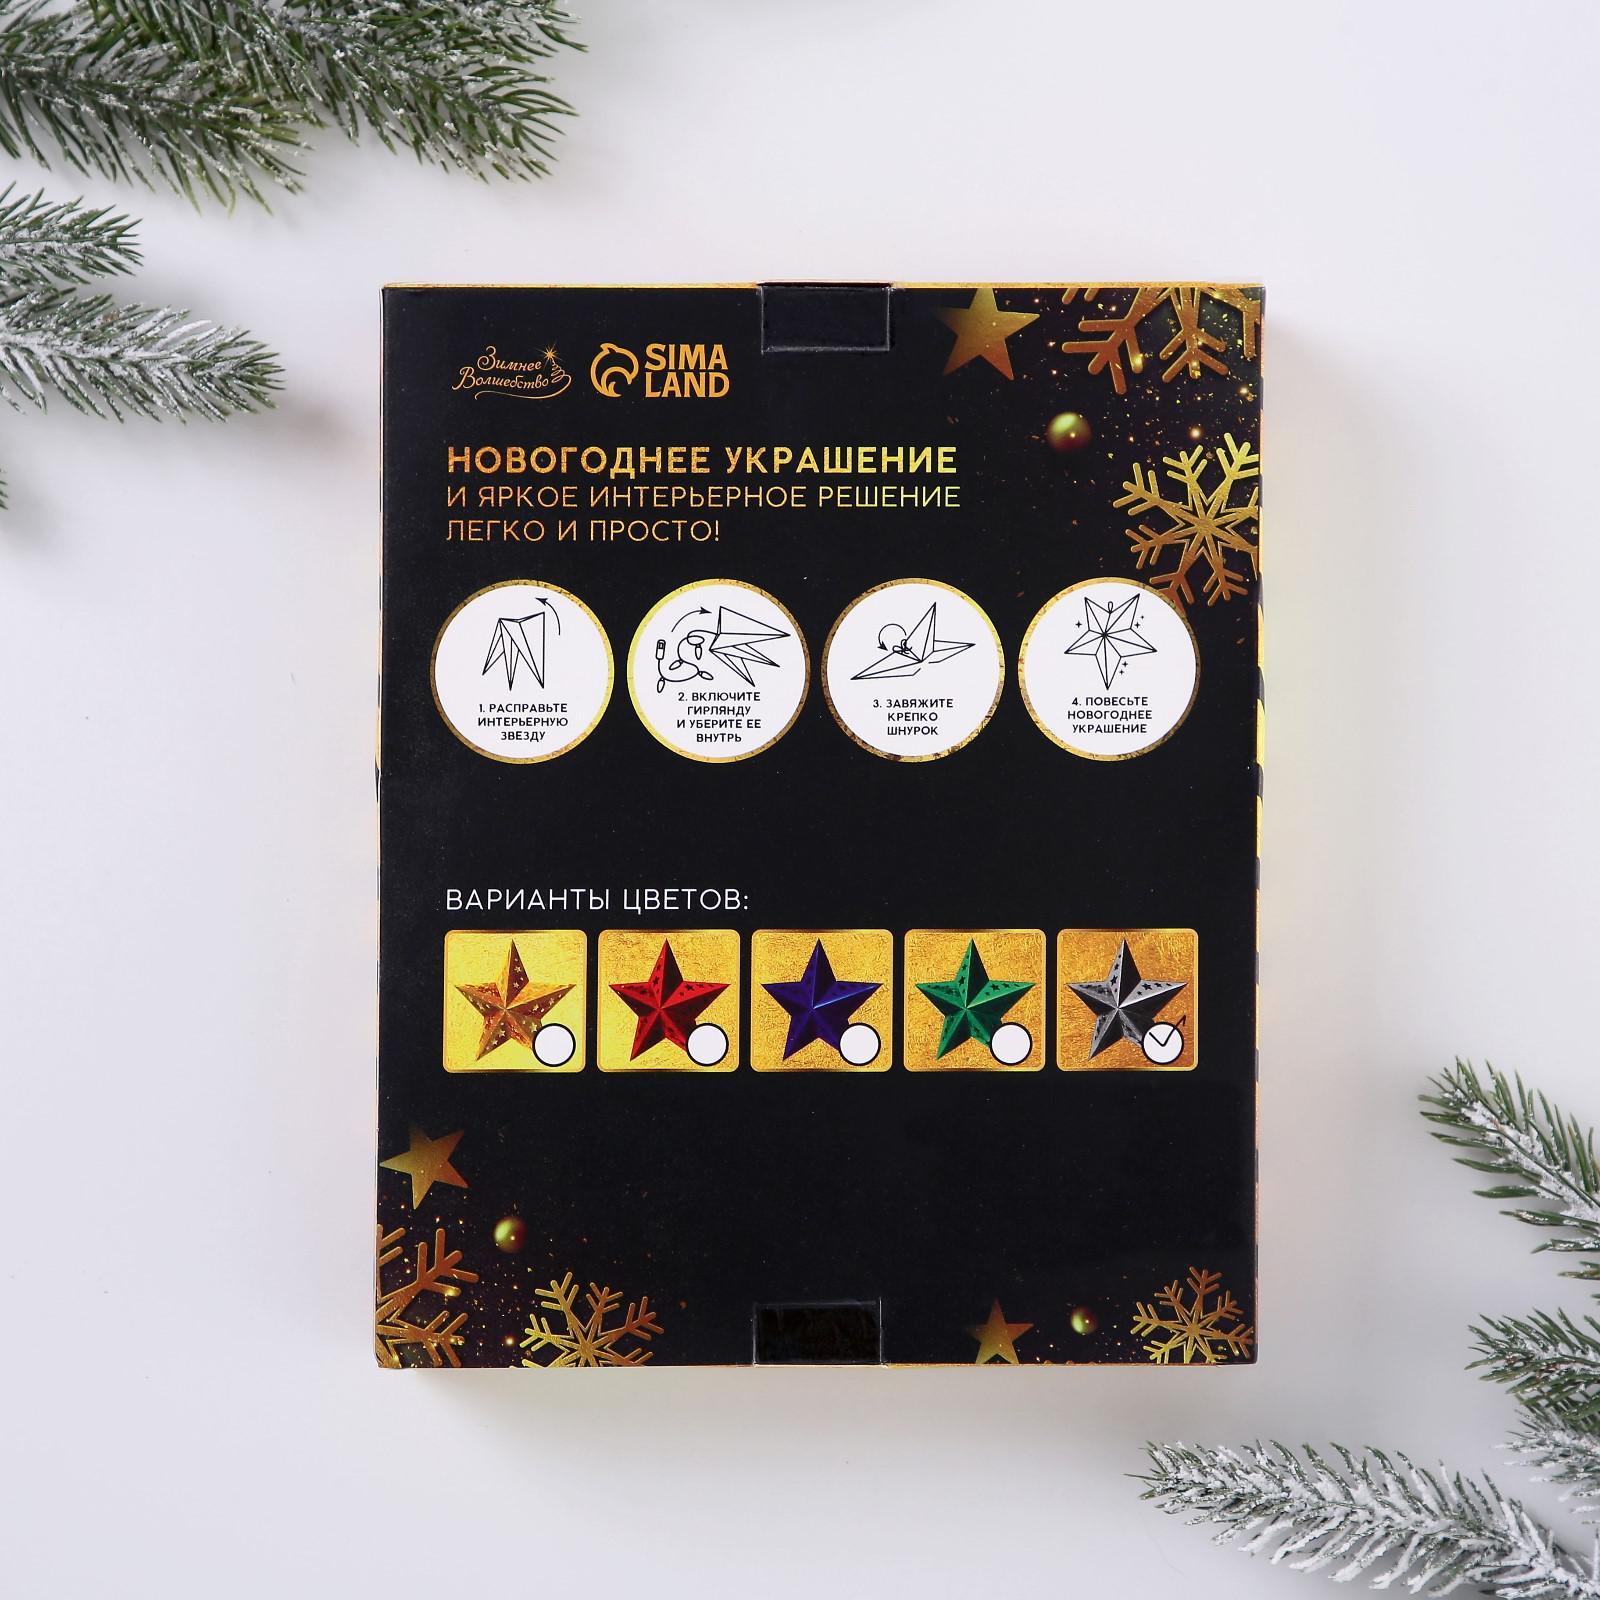 Зимнее
Волшебство
SIMA
LAND
НОВОГОДНЕЕ УКРАШЕНИЕ
И ЯРКОЕ ИНТЕРЬЕРНОЕ РЕШЕНИЕ
ЛЕГКО И ПРОСТО!
1. РАСПРАВЬТЕ
ИНТЕРЬЕРНУЮ
ЗВЕЗДУ
2. ВКЛЮЧИТЕ
ГИРЛЯНДУ
И УБЕРИТЕ ЕЕ
ВНУТРЬ
3. ЗАВЯЖИТЕ
КРЕПКО
ШНУРОК
4. ПОВЕСЬТЕ
НОВОГОДНЕЕ
УКРАШЕНИЕ
ВАРИАНТЫ ЦВЕТОВ: